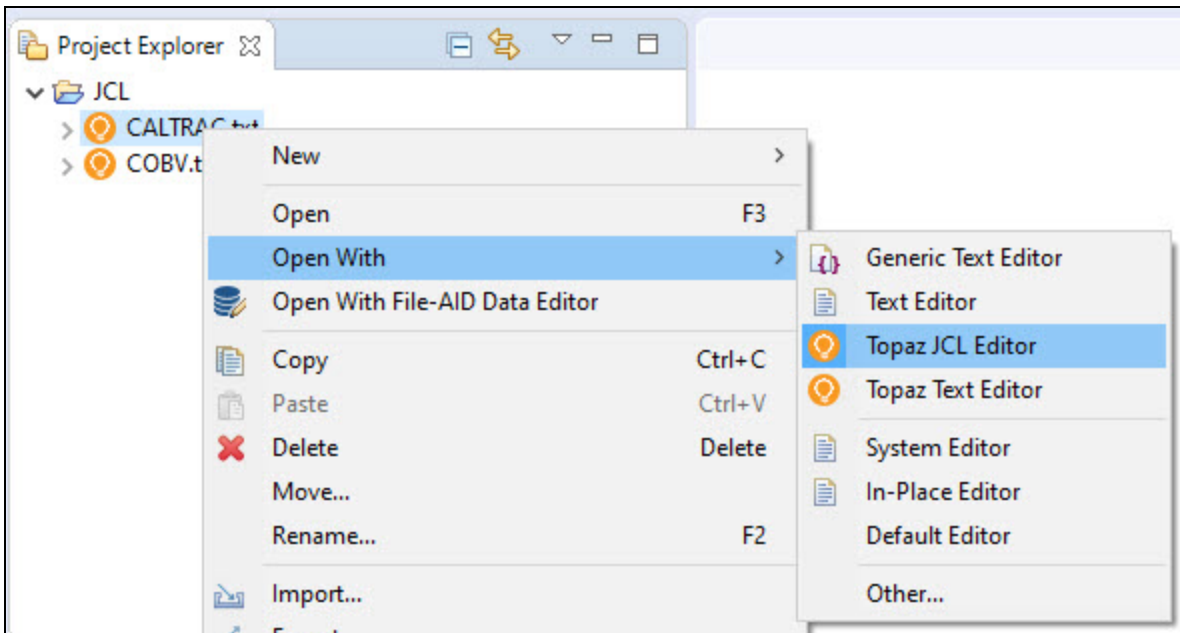 Project Explorer
JCL
CALTRAC.txt
COBV.t
New
Open F3
Open With
Open With File-AID Data Editor
Copy Ctrl+C
Paste Ctrl+V
Delete Delete
Move...
Rename... F2
Import...
Generic Text Editor
Text Editor
Topaz JCL Editor
Topaz Text Editor
System Editor
In-Place Editor
Default Editor
Other...